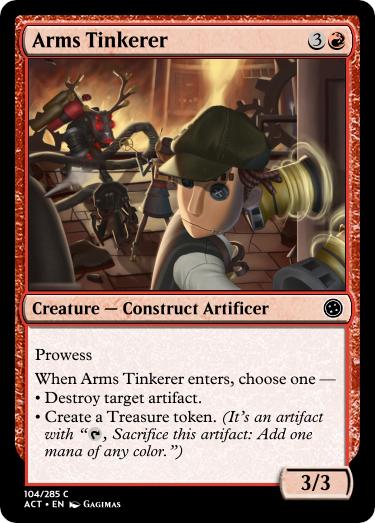 Arms Tinkerer 3
Creature — Construct Artificer
Prowess
When Arms Tinkerer enters, choose one —
• Destroy target artifact.
• Create a Treasure token. (It's an artifact
with “, Sacrifice this artifact: Add one
mana of any color.”)
3/3
104/285 C
ACT • EN Gagimas